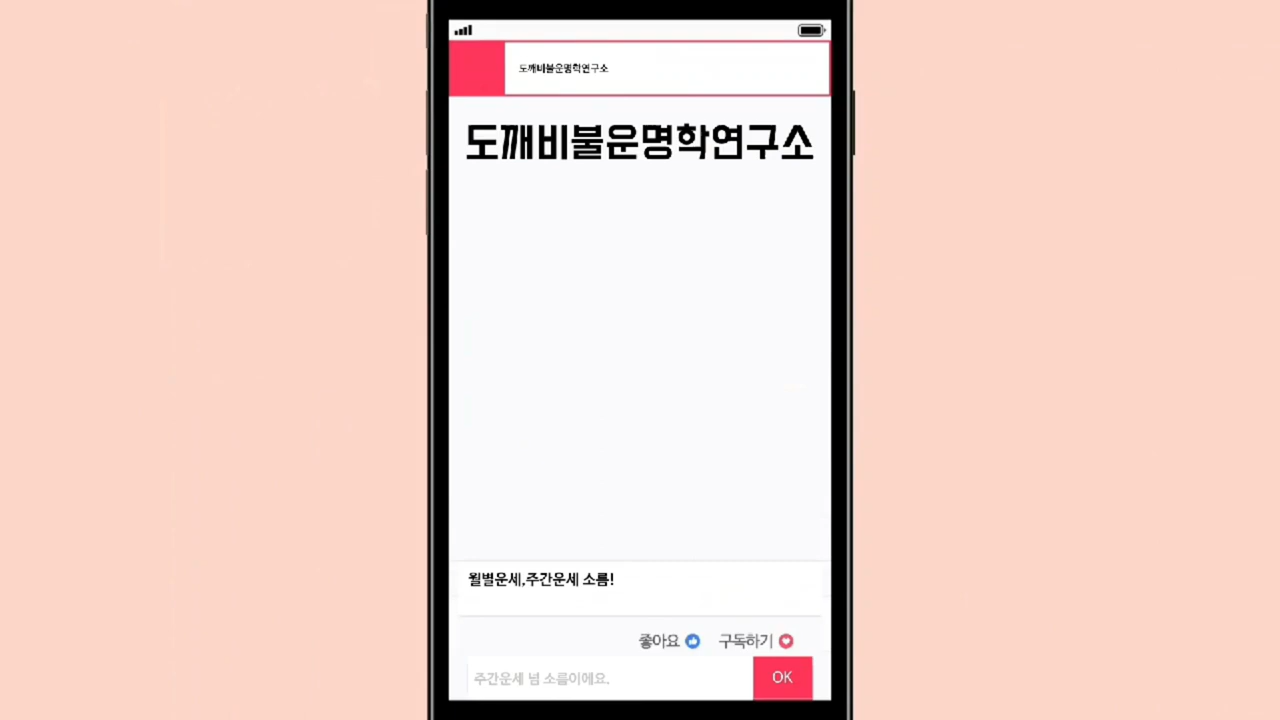 도깨비불운명학연구소
도깨비불운명학연구소
월별운세,주간운세 소름!
좋아요 구독하기
주간운세 넘 소름이에요.
OK